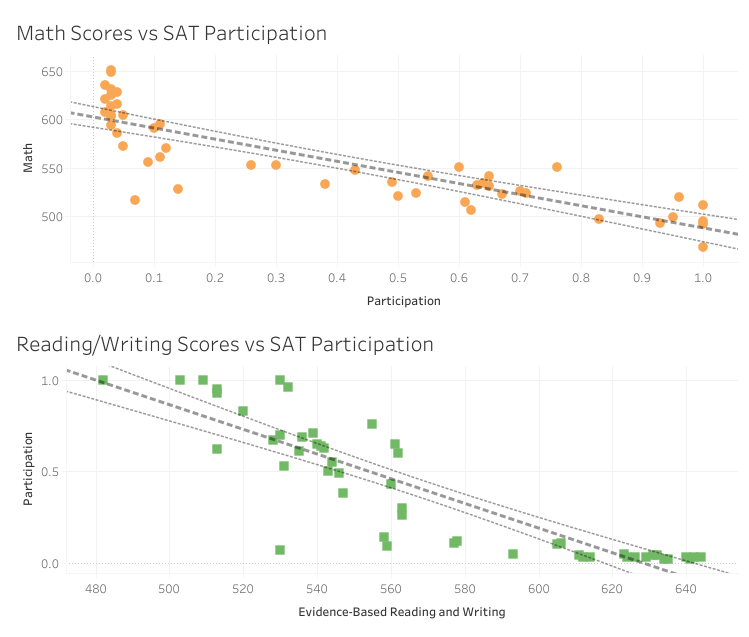 Math Scores vs SAT Participation
650
600
550
500
Math
0.0 0.1 0.2 0.3 0.4 0.5 0.6 0.7 0.8 0.9 1.0
Participation
Reading/Writing Scores vs SAT Participation
1.0
0.5
0.0
Participation
480 500 520 540 560 580 600 620 640
Evidence-Based Reading and Writing